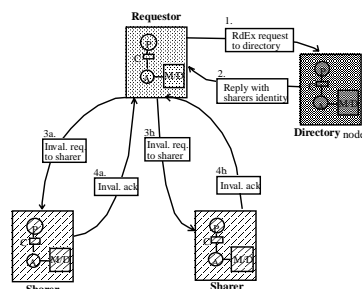 Requestor
1.
RdEx request
to directory
P
C
A
M/D
2.
Reply with
sharers identity
P
C
A
M/D
Directory node
3a.
Inval. req.
to sharer
3b.
Inval. req.
to sharer
4a.
Inval. ack
4b.
Inval. ack
P
C
A
M/D
Sharer
P
C
A
M/D
Sharer